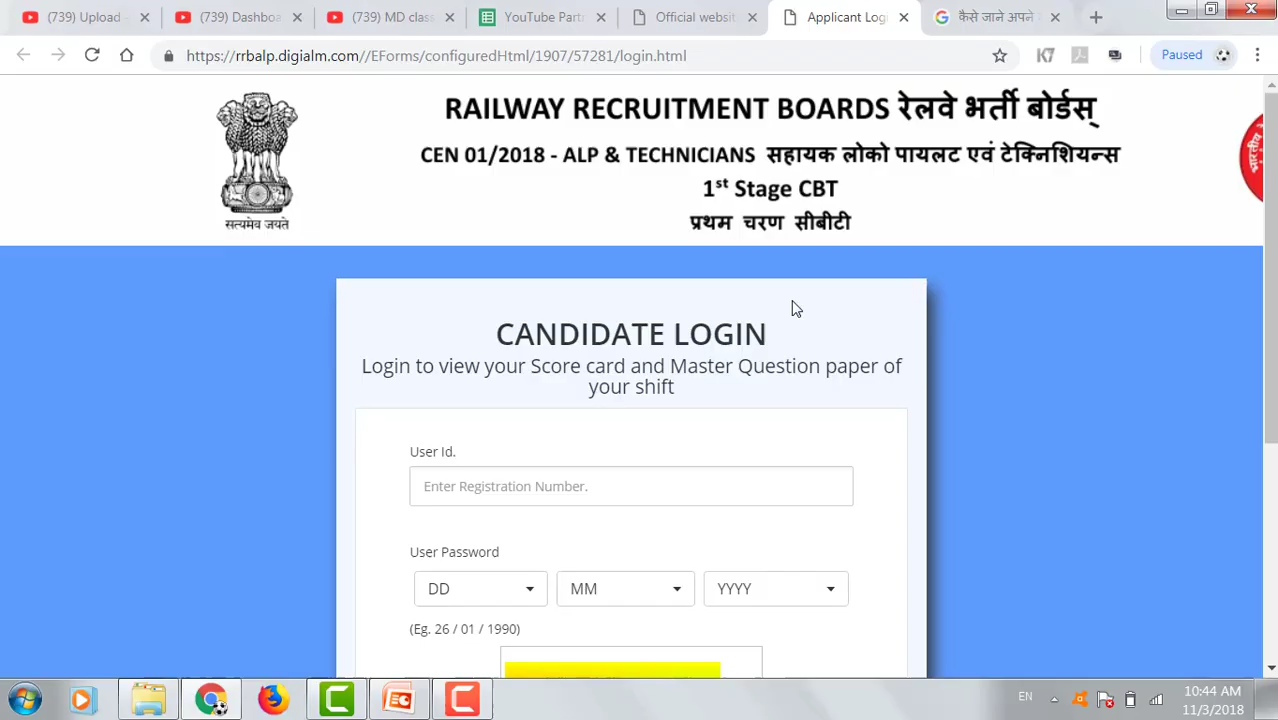 (739) Upload -
(739) Dashboa
(739) MD class
YouTube Partn
Official websit
Applicant Logi
कैसे जाने अपने
https://rrbalp.digialm.com//EForms/configuredHtml/1907/57281/login.html
K7
Paused
RAILWAY RECRUITMENT BOARDS रेलवे भर्ती बोर्डस्
CEN 01/2018 - ALP & TECHNICIANS सहायक लोको पायलट एवं टेक्निशियन्स
1st Stage CBT
प्रथम चरण सीबीटी
सत्यमेव जयते
CANDIDATE LOGIN
Login to view your Score card and Master Question paper of
your shift
User Id.
Enter Registration Number.
User Password
DD MM YYYY
(Eg. 26 / 01 / 1990)
EN
10:44 AM
11/3/2018